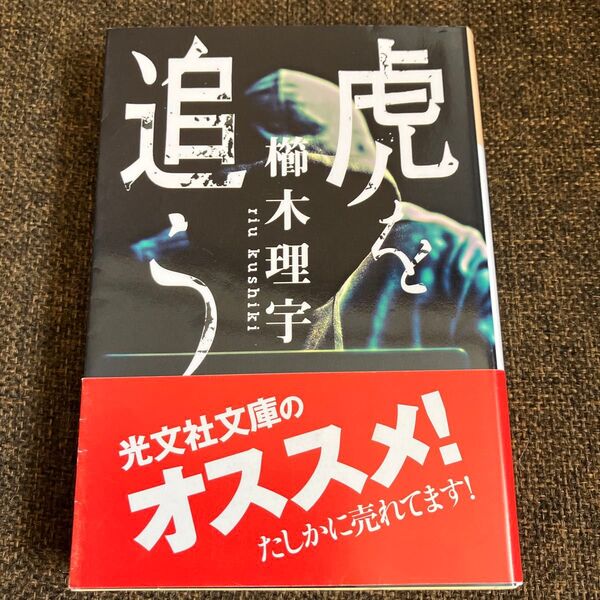 虎を
追う
櫛木理宇
riu kushiki
光文社文庫の
オススメ!
たしかに売れてます!